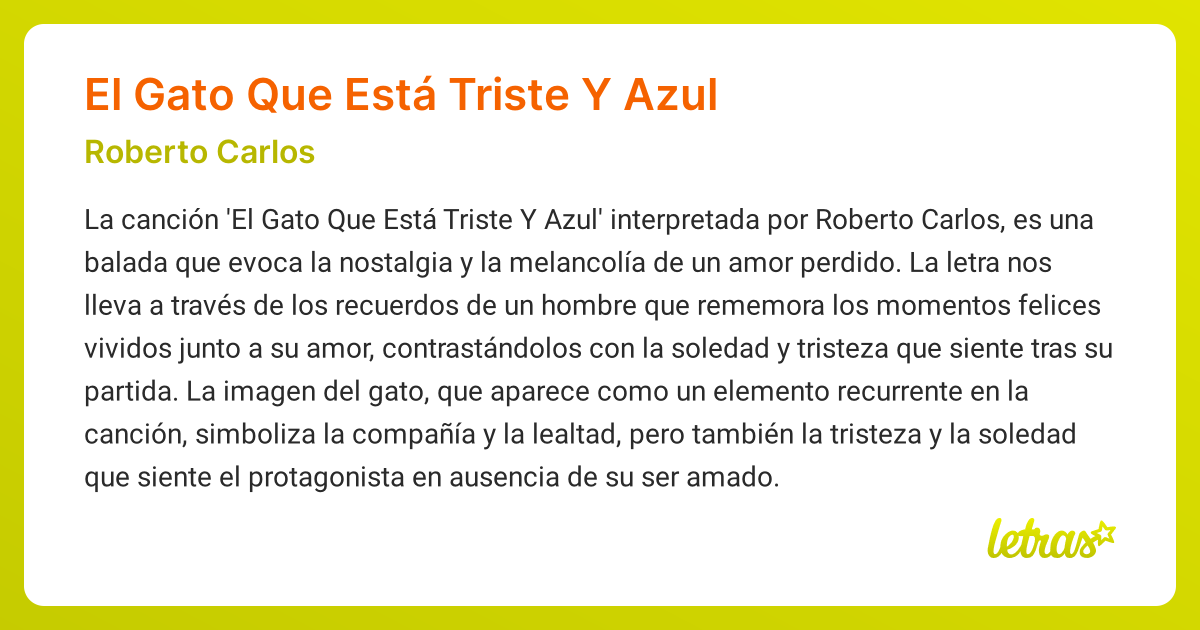 El Gato Que Está Triste Y Azul
Roberto Carlos
La canción 'El Gato Que Está Triste Y Azul' interpretada por Roberto Carlos, es una
balada que evoca la nostalgia y la melancolía de un amor perdido. La letra nos
lleva a través de los recuerdos de un hombre que rememora los momentos felices
vividos junto a su amor, contrastándolos con la soledad y tristeza que siente tras su
partida. La imagen del gato, que aparece como un elemento recurrente en la
canción, simboliza la compañía y la lealtad, pero también la tristeza y la soledad
que siente el protagonista en ausencia de su ser amado.
letras